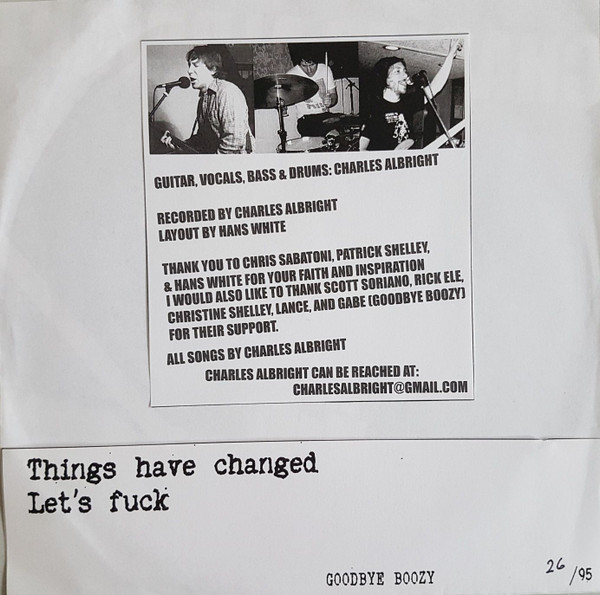 GUITAR, VOCALS, BASS & DRUMS: CHARLES ALBRIGHT
RECORDED BY CHARLES ALBRIGHT
LAYOUT BY HANS WHITE
THANK YOU TO CHRIS SABATONI, PATRICK SHELLEY,
& HANS WHITE FOR YOUR FAITH AND INSPIRATION
I WOULD ALSO LIKE TO THANK SCOTT SORIANO, RICK ELE,
CHRISTINE SHELLEY, LANCE, AND GABE (GOODBYE BOOZY)
FOR THEIR SUPPORT.
ALL SONGS BY CHARLES ALBRIGHT
CHARLES ALBRIGHT CAN BE REACHED AT:
CHARLESALBRIGHT@GMAIL.COM
Things have changed
Let's fuck
GOODBYE BOOZY
26 /95